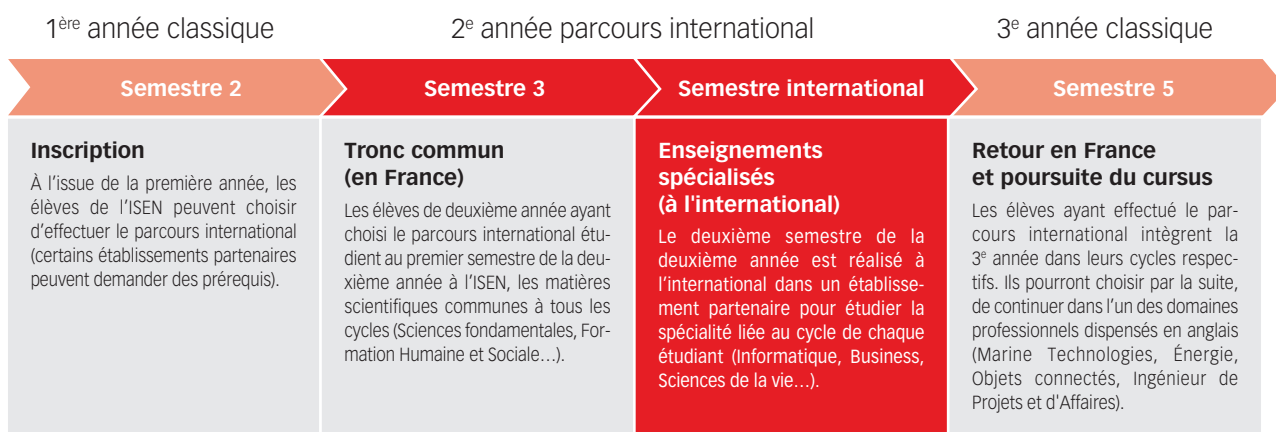 1ère année classique
2e année parcours international
3e année classique
Semestre 2
Semestre 3
Semestre international
Semestre 5
Inscription
À l'issue de la première année, les
élèves de l'ISEN peuvent choisir
d'effectuer le parcours international
(certains établissements partenaires
peuvent demander des prérequis).
Tronc commun
(en France)
Les élèves de deuxième année ayant
choisi le parcours international étu-
dient au premier semestre de la deu-
xième année à l'ISEN, les matières
scientifiques communes à tous les
cycles (Sciences fondamentales, For-
mation Humaine et Sociale…).
Enseignements
spécialisés
(à l'international)
Le deuxième semestre de la
deuxième année est réalisé à
l'international dans un établisse-
ment partenaire pour étudier la
spécialité liée au cycle de chaque
étudiant (Informatique, Business,
Sciences de la vie…).
Retour en France
et poursuite du cursus
Les élèves ayant effectué le par-
cours international intègrent la
3e année dans leurs cycles respec-
tifs. Ils pourront choisir par la suite,
de continuer dans l'un des domaines
professionnels dispensés en anglais
(Marine Technologies, Énergie,
Objets connectés, Ingénieur de
Projets et d'Affaires).